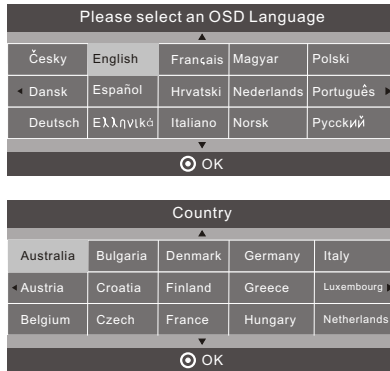 Please select an OSD Language
Česky English Français Magyar Polski
Dansk Español Hrvatski Nederlands Português
Deutsch Ελληνικά Italiano Norsk Русский
OK
Country
Australia Bulgaria Denmark Germany Italy
Austria Croatia Finland Greece Luxembourg
Belgium Czech France Hungary Netherlands
OK